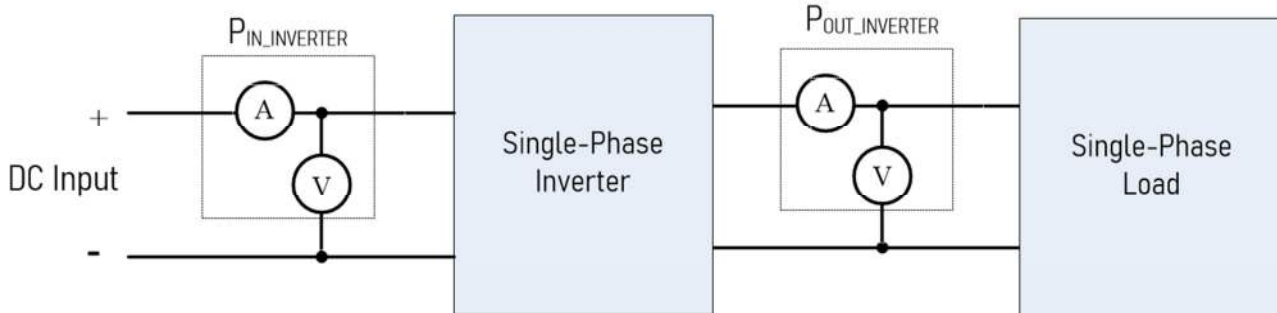 P_IN_INVERTER
P_OUT_INVERTER
+
A
A
DC Input
V
Single-Phase
Inverter
V
Single-Phase
Load
-